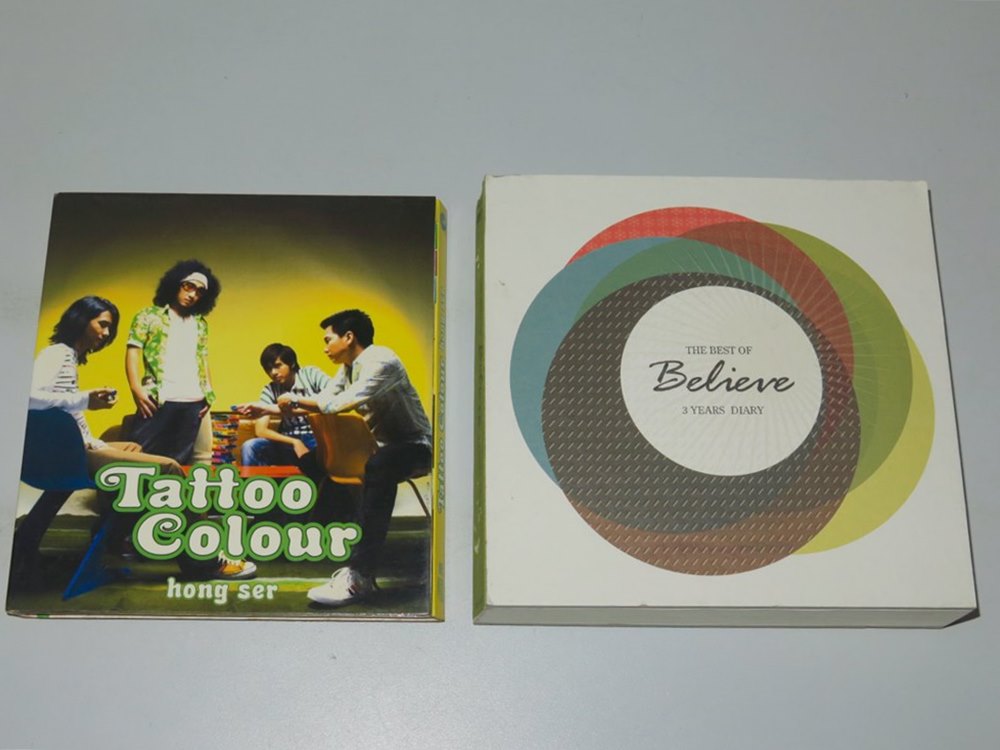 Tattoo
Colour
hong ser
THE BEST OF
Believe
3 YEARS DIARY